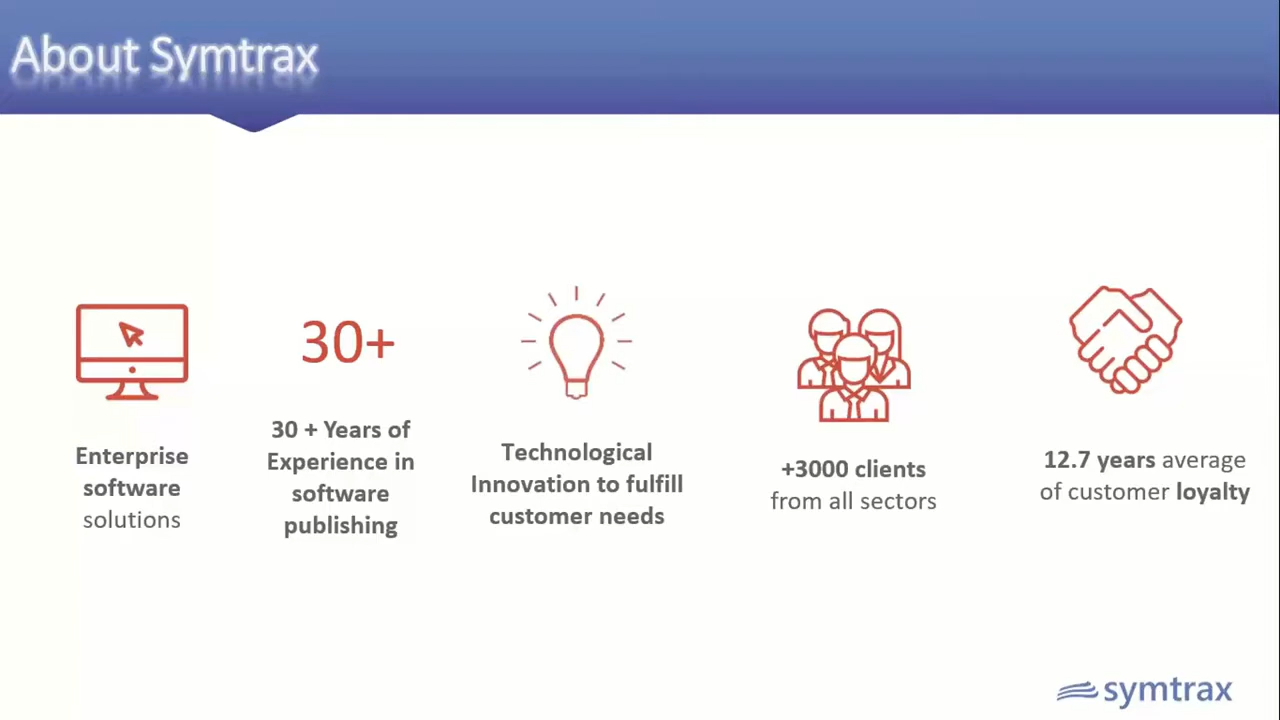 About Symtrax
30+
Enterprise
software
solutions
30 + Years of
Experience in
software
publishing
Technological
Innovation to fulfill
customer needs
+3000 clients
from all sectors
12.7 years average
of customer loyalty
symtrax